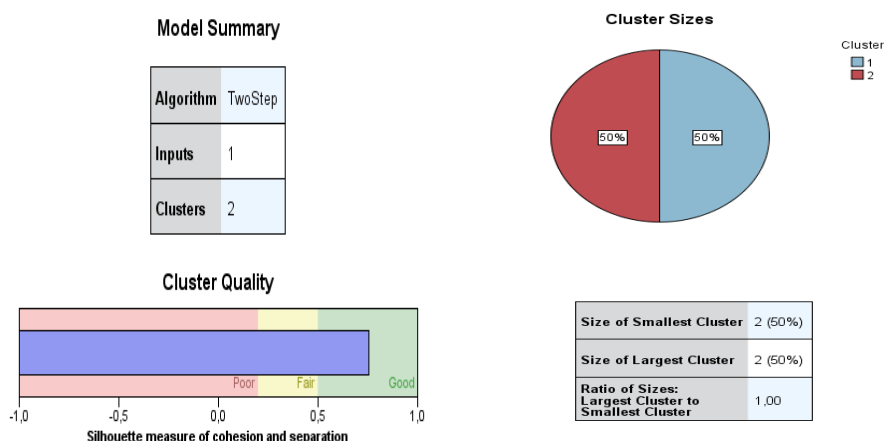 Model Summary
Algorithm TwoStep
Inputs 1
Clusters 2
Cluster Quality
Poor Fair Good
-1,0 -0,5 0,0 0,5 1,0
Silhouette measure of cohesion and separation
Cluster Sizes
Cluster
1
2
50% 50%
Size of Smallest Cluster 2 (50%)
Size of Largest Cluster 2 (50%)
Ratio of Sizes:
Largest Cluster to 1,00
Smallest Cluster